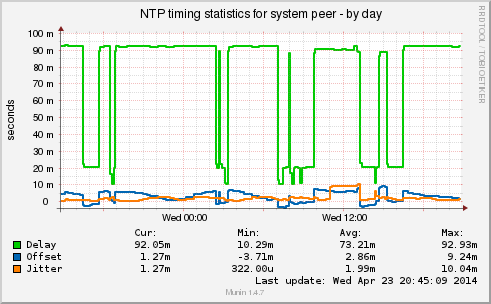 NTP timing statistics for system peer - by day
RRDTOOL / TOBI OETIKER
seconds
100 m
90 m
80 m
70 m
60 m
50 m
40 m
30 m
20 m
10 m
0
Wed 00:00 Wed 12:00
Cur: Min: Avg: Max:
Delay 92.05m 10.29m 73.21m 92.93m
Offset 1.27m -3.71m 2.86m 9.24m
Jitter 1.27m 322.00u 1.99m 10.04m
Last update: Wed Apr 23 20:45:09 2014
Munin 1.4.7